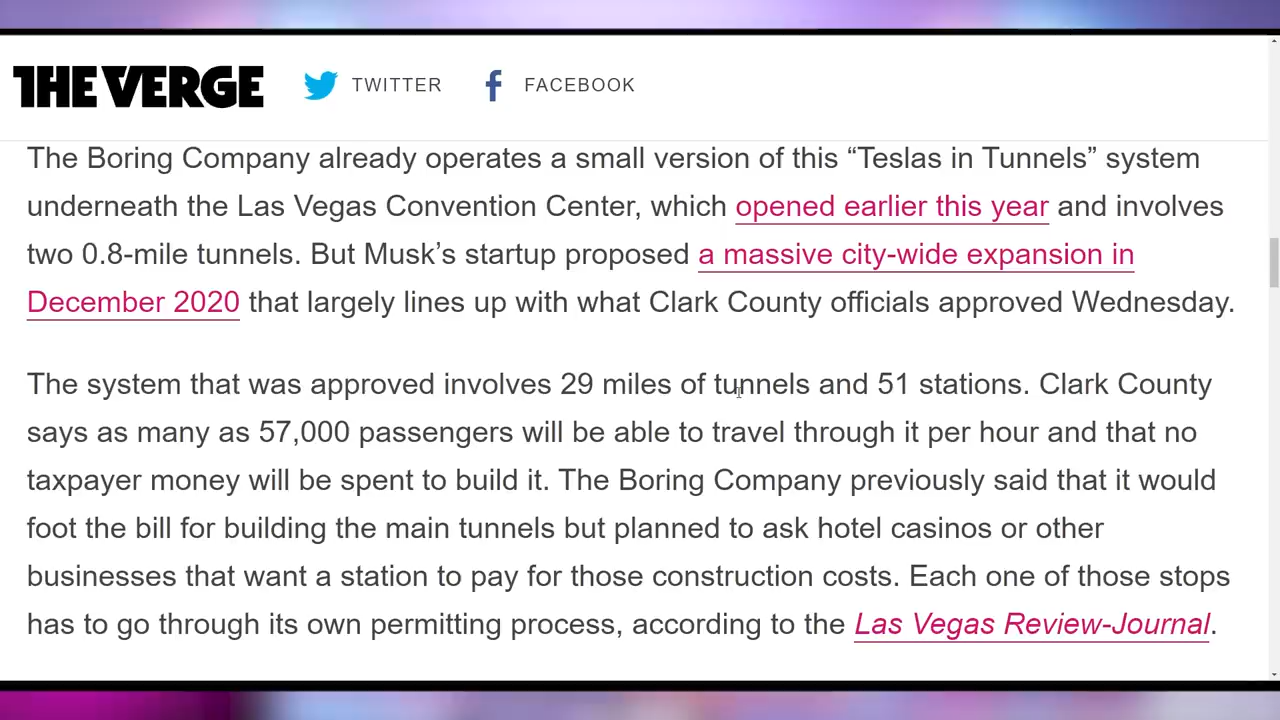 THE VERGE TWITTER FACEBOOK
The Boring Company already operates a small version of this “Teslas in Tunnels” system
underneath the Las Vegas Convention Center, which opened earlier this year and involves
two 0.8-mile tunnels. But Musk’s startup proposed a massive city-wide expansion in
December 2020 that largely lines up with what Clark County officials approved Wednesday.
The system that was approved involves 29 miles of tunnels and 51 stations. Clark County
says as many as 57,000 passengers will be able to travel through it per hour and that no
taxpayer money will be spent to build it. The Boring Company previously said that it would
foot the bill for building the main tunnels but planned to ask hotel casinos or other
businesses that want a station to pay for those construction costs. Each one of those stops
has to go through its own permitting process, according to the Las Vegas Review-Journal.